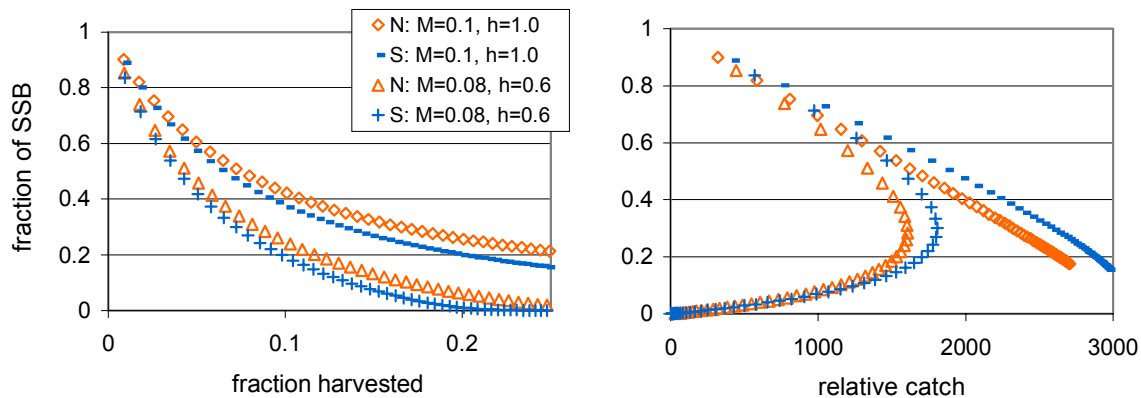 fraction of SSB
1
0.8
0.6
0.4
0.2
0
0
0.1
0.2
fraction harvested
N: M=0.1, h=1.0
S: M=0.1, h=1.0
N: M=0.08, h=0.6
S: M=0.08, h=0.6
1
0.8
0.6
0.4
0.2
0
0
1000
2000
3000
relative catch